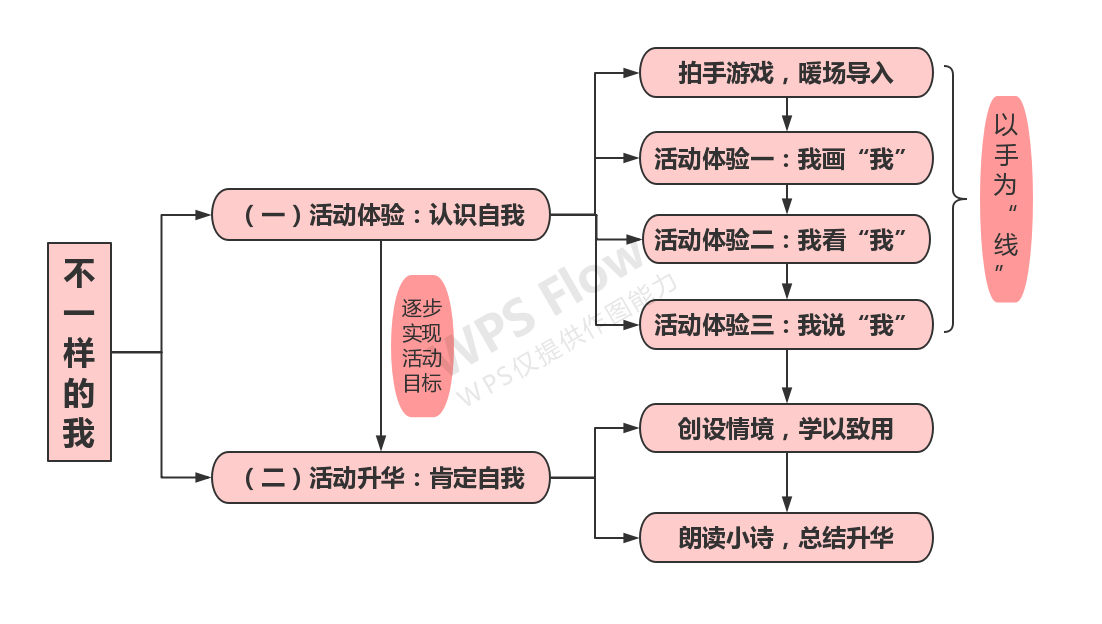 不一样的我
（一）活动体验：认识自我
逐步
实现
活动
目标
（二）活动升华：肯定自我
拍手游戏，暖场导入
活动体验一：我画“我”
活动体验二：我看“我”
活动体验三：我说“我”
创设情境，学以致用
朗读小诗，总结升华
以手为“线”
WPS Flow
WPS仅提供作图能力